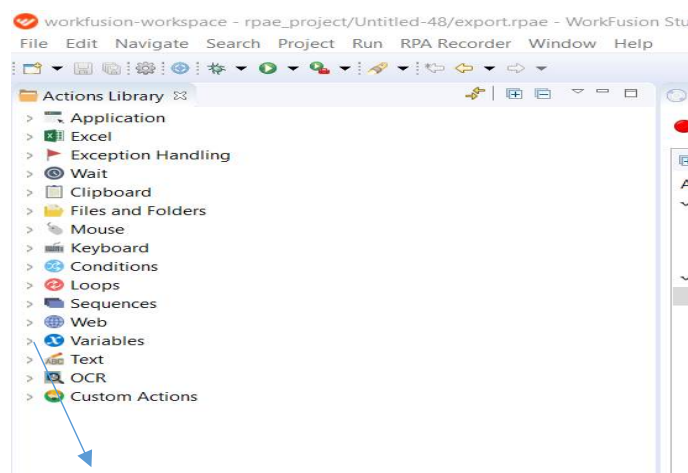 workfusion-workspace - rpae_project/Untitled-48/export.rpae - WorkFusion Stu
File Edit Navigate Search Project Run RPA Recorder Window Help
Actions Library
Application
Excel
Exception Handling
Wait
Clipboard
Files and Folders
Mouse
Keyboard
Conditions
Loops
Sequences
Web
Variables
Text
OCR
Custom Actions